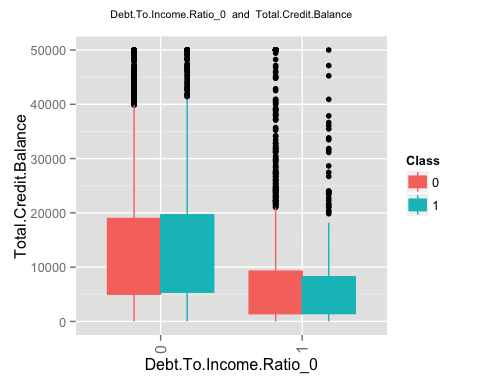 Debt.To.Income.Ratio_0 and Total.Credit.Balance
50000
40000
30000
20000
10000
0
Total.Credit.Balance
0
1
Debt.To.Income.Ratio_0
Class
0
1